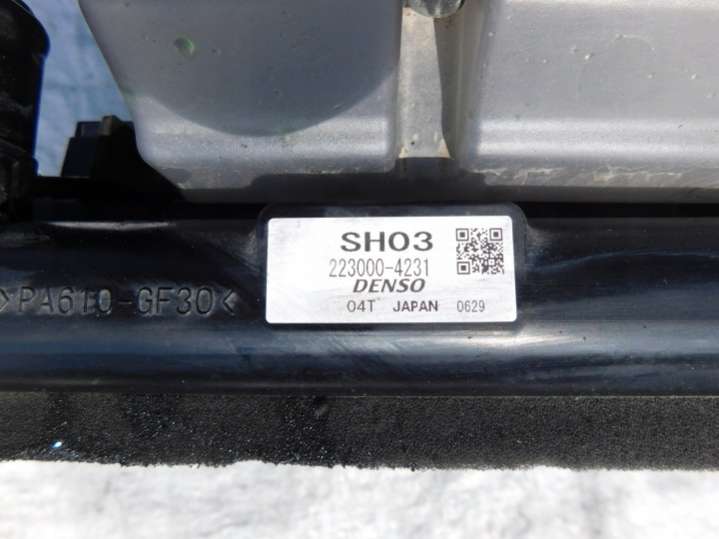 SH03
223000-4231
DENSO
04T JAPAN 0629
>PA610-GF30<